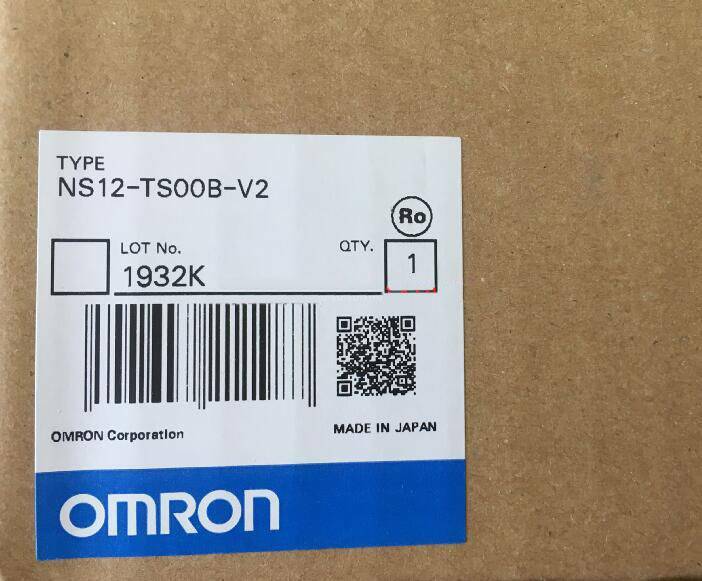 TYPE
NS12-TS00B-V2
Ro
LOT No.
QTY.
1932K
1
OMRON Corporation
MADE IN JAPAN
OMRON